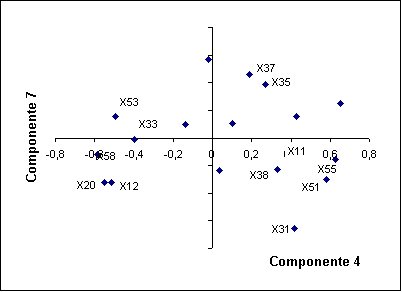 Componente 7
X37
X35
X53
X33
-0,8 -0,6 -0,4 -0,2 0 0,2 0,4 0,6 0,8
X58
X11
X20 X12
X38
X55
X51
X31
Componente 4